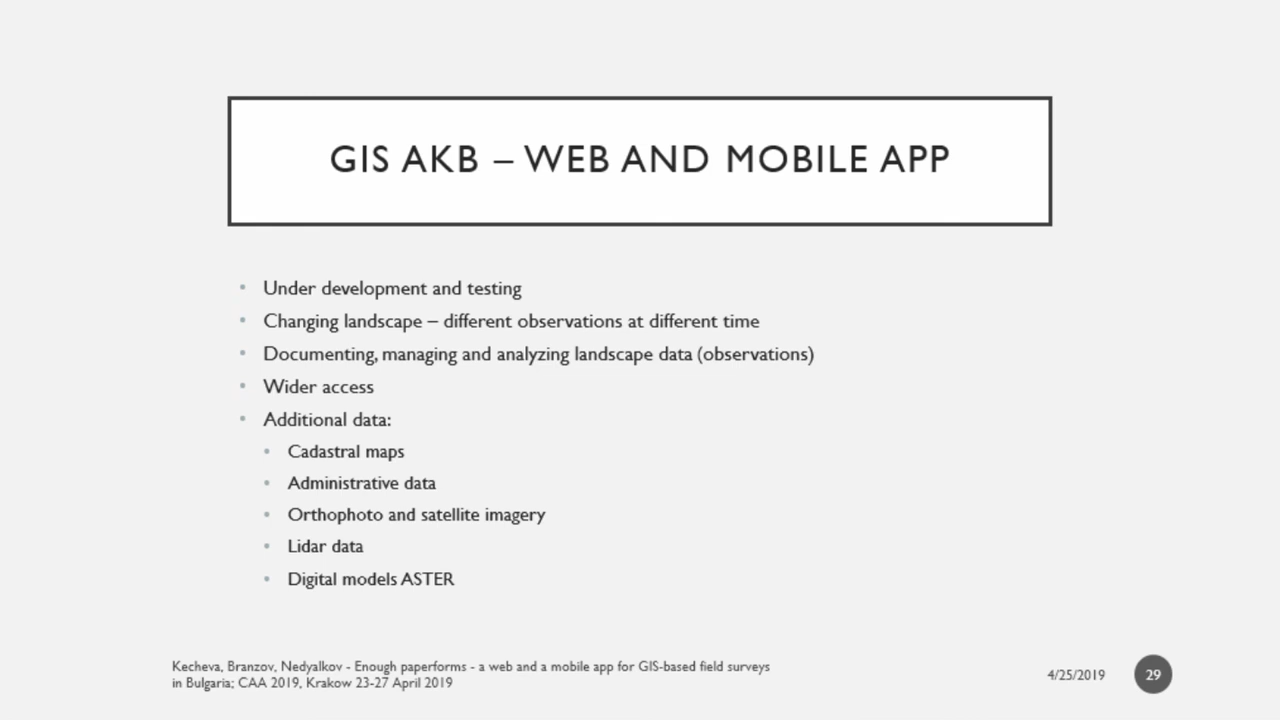 GIS AKB – WEB AND MOBILE APP
• Under development and testing
• Changing landscape – different observations at different time
• Documenting, managing and analyzing landscape data (observations)
• Wider access
• Additional data:
• Cadastral maps
• Administrative data
• Orthophoto and satellite imagery
• Lidar data
• Digital models ASTER
Kecheva, Branzov, Nedyalkov - Enough paperforms - a web and a mobile app for GIS-based field surveys
in Bulgaria; CAA 2019, Krakow 23-27 April 2019
4/25/2019
29